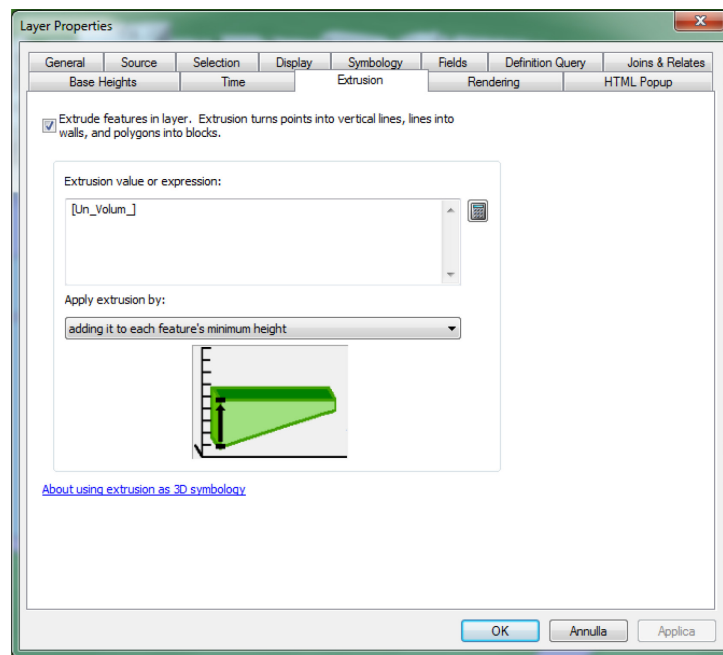 Layer Properties
General Source Selection Display Symbology Fields Definition Query Joins & Relates
Base Heights Time Extrusion Rendering HTML Popup
Extrude features in layer. Extrusion turns points into vertical lines, lines into
walls, and polygons into blocks.
Extrusion value or expression:
[Un_Volum_]
Apply extrusion by:
adding it to each feature's minimum height
About using extrusion as 3D symbology
OK Annulla Applica